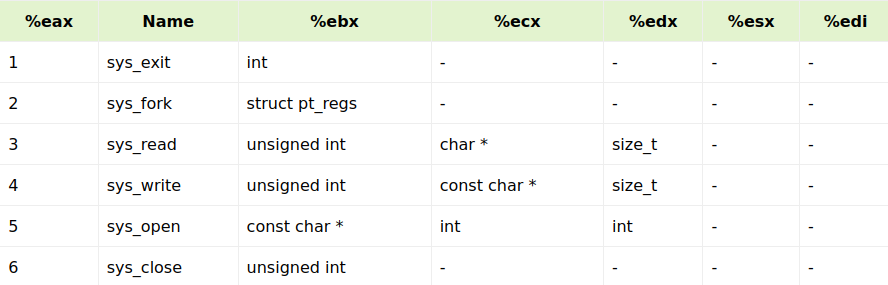 %eax Name %ebx %ecx %edx %esx %edi
1 sys_exit int - - - -
2 sys_fork struct pt_regs - - - -
3 sys_read unsigned int char * size_t - -
4 sys_write unsigned int const char * size_t - -
5 sys_open const char * int int - -
6 sys_close unsigned int - - - -